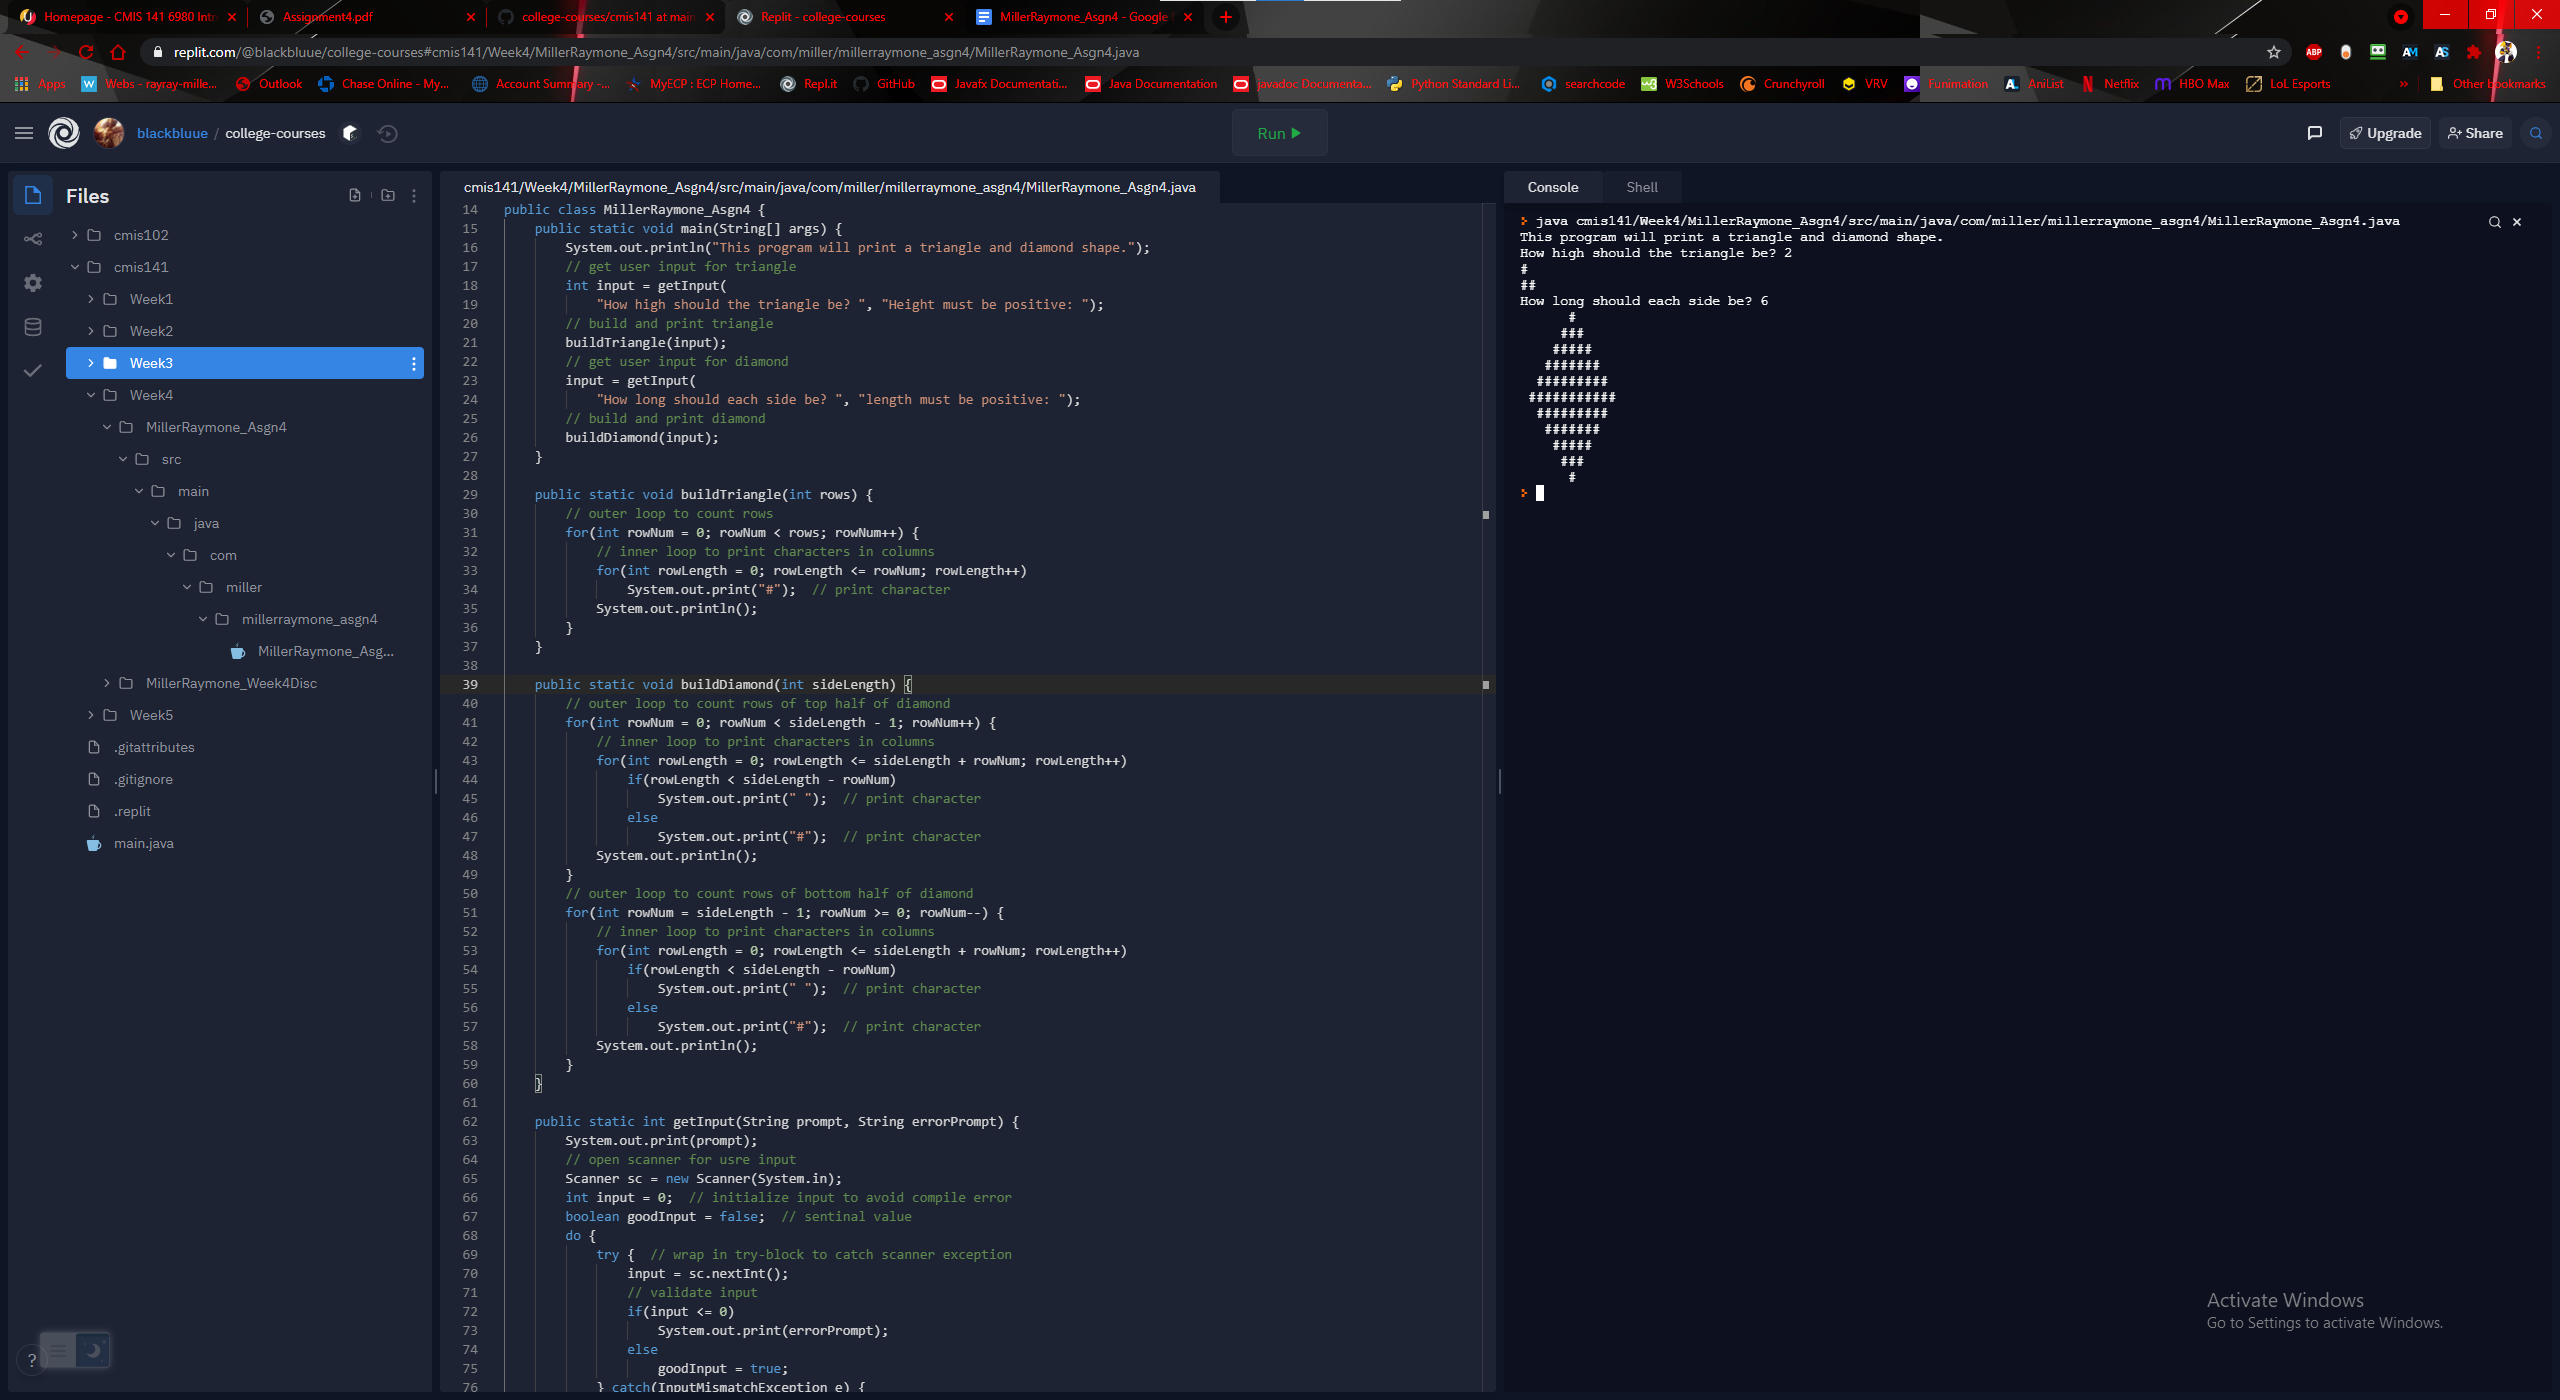 Homepage - CMIS 141 6980 Intr
Assignment4.pdf
college-courses/cmis141 at main
Replit - college-courses
MillerRaymone_Asgn4 - Google
replit.com/@blackbluue/college-courses#cmis141/Week4/MillerRaymone_Asgn4/src/main/java/com/miller/millerraymone_asgn4/MillerRaymone_Asgn4.java
ABP
Apps
Webs - rayray-mille...
Outlook
Chase Online - My...
Account Summary -...
MyECP : ECP Home...
RepLit
GitHub
Javafx Documentati...
Java Documentation
javadoc Documenta...
Python Standard Li...
searchcode
W3Schools
Crunchyroll
VRV
Funimation
AniList
Netflix
HBO Max
LoL Esports
»
Other bookmarks
blackbluue / college-courses
Run
Upgrade
Share
Files
cmis102
cmis141
Week1
Week2
Week3
Week4
MillerRaymone_Asgn4
src
main
java
com
miller
millerraymone_asgn4
MillerRaymone_Asg...
MillerRaymone_Week4Disc
Week5
.gitattributes
.gitignore
.replit
main.java
?
cmis141/Week4/MillerRaymone_Asgn4/src/main/java/com/miller/millerraymone_asgn4/MillerRaymone_Asgn4.java
14 public class MillerRaymone_Asgn4 {
15 public static void main(String[] args) {
16 System.out.println("This program will print a triangle and diamond shape.");
17 // get user input for triangle
18 int input = getInput(
19 "How high should the triangle be? ", "Height must be positive: ");
20 // build and print triangle
21 buildTriangle(input);
22 // get user input for diamond
23 input = getInput(
24 "How long should each side be? ", "length must be positive: ");
25 // build and print diamond
26 buildDiamond(input);
27 }
28
29 public static void buildTriangle(int rows) {
30 // outer loop to count rows
31 for(int rowNum = 0; rowNum < rows; rowNum++) {
32 // inner loop to print characters in columns
33 for(int rowLength = 0; rowLength <= rowNum; rowLength++)
34 System.out.print("#");  // print character
35 System.out.println();
36 }
37 }
38
39 public static void buildDiamond(int sideLength) {
40 // outer loop to count rows of top half of diamond
41 for(int rowNum = 0; rowNum < sideLength - 1; rowNum++) {
42 // inner loop to print characters in columns
43 for(int rowLength = 0; rowLength <= sideLength + rowNum; rowLength++)
44 if(rowLength < sideLength - rowNum)
45 System.out.print(" ");  // print character
46 else
47 System.out.print("#");  // print character
48 System.out.println();
49 }
50 // outer loop to count rows of bottom half of diamond
51 for(int rowNum = sideLength - 1; rowNum >= 0; rowNum--) {
52 // inner loop to print characters in columns
53 for(int rowLength = 0; rowLength <= sideLength + rowNum; rowLength++)
54 if(rowLength < sideLength - rowNum)
55 System.out.print(" ");  // print character
56 else
57 System.out.print("#");  // print character
58 System.out.println();
59 }
60 }
61
62 public static int getInput(String prompt, String errorPrompt) {
63 System.out.print(prompt);
64 // open scanner for usre input
65 Scanner sc = new Scanner(System.in);
66 int input = 0;  // initialize input to avoid compile error
67 boolean goodInput = false;  // sentinal value
68 do {
69 try {  // wrap in try-block to catch scanner exception
70 input = sc.nextInt();
71 // validate input
72 if(input <= 0)
73 System.out.print(errorPrompt);
74 else
75 goodInput = true;
76 } catch(InputMismatchException e) {
Console
Shell
> java cmis141/Week4/MillerRaymone_Asgn4/src/main/java/com/miller/millerraymone_asgn4/MillerRaymone_Asgn4.java
This program will print a triangle and diamond shape.
How high should the triangle be? 2
#
##
How long should each side be? 6
      #
     ###
    #####
   #######
  #########
 ###########
  #########
   #######
    #####
     ###
      #
>
Activate Windows
Go to Settings to activate Windows.